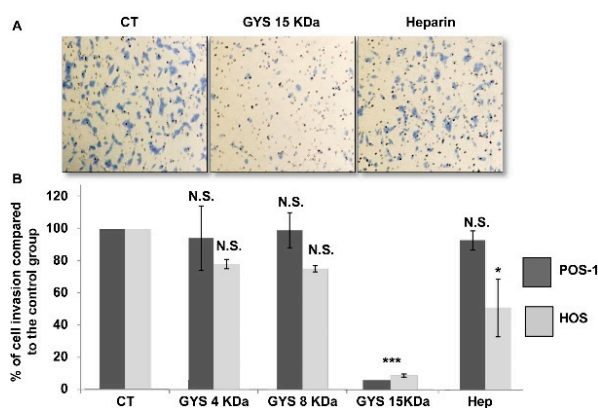 A
CT
GYS 15 KDa
Heparin
B
% of cell invasion compared
to the control group
120
100
80
60
40
20
0
N.S.
N.S.
N.S.
N.S.
***
N.S.
*
POS-1
HOS
CT
GYS 4 KDa
GYS 8 KDa
GYS 15KDa
Hep